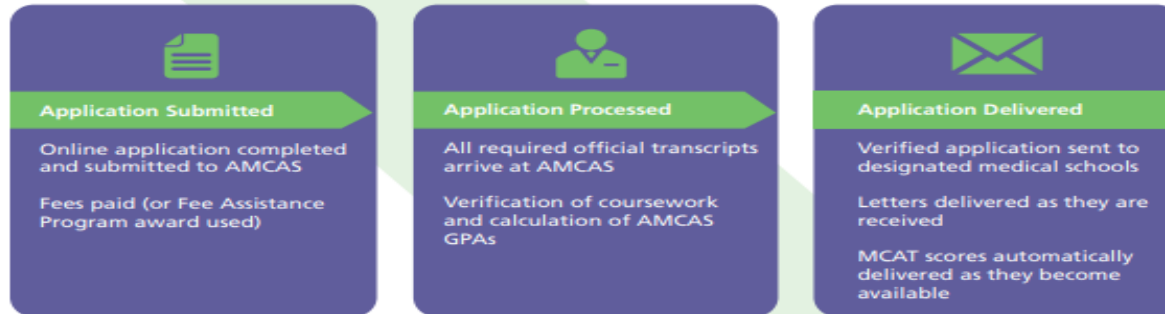 Application Submitted
Online application completed
and submitted to AMCAS
Fees paid (or Fee Assistance
Program award used)
Application Processed
All required official transcripts
arrive at AMCAS
Verification of coursework
and calculation of AMCAS
GPAs
Application Delivered
Verified application sent to
designated medical schools
Letters delivered as they are
received
MCAT scores automatically
delivered as they become
available